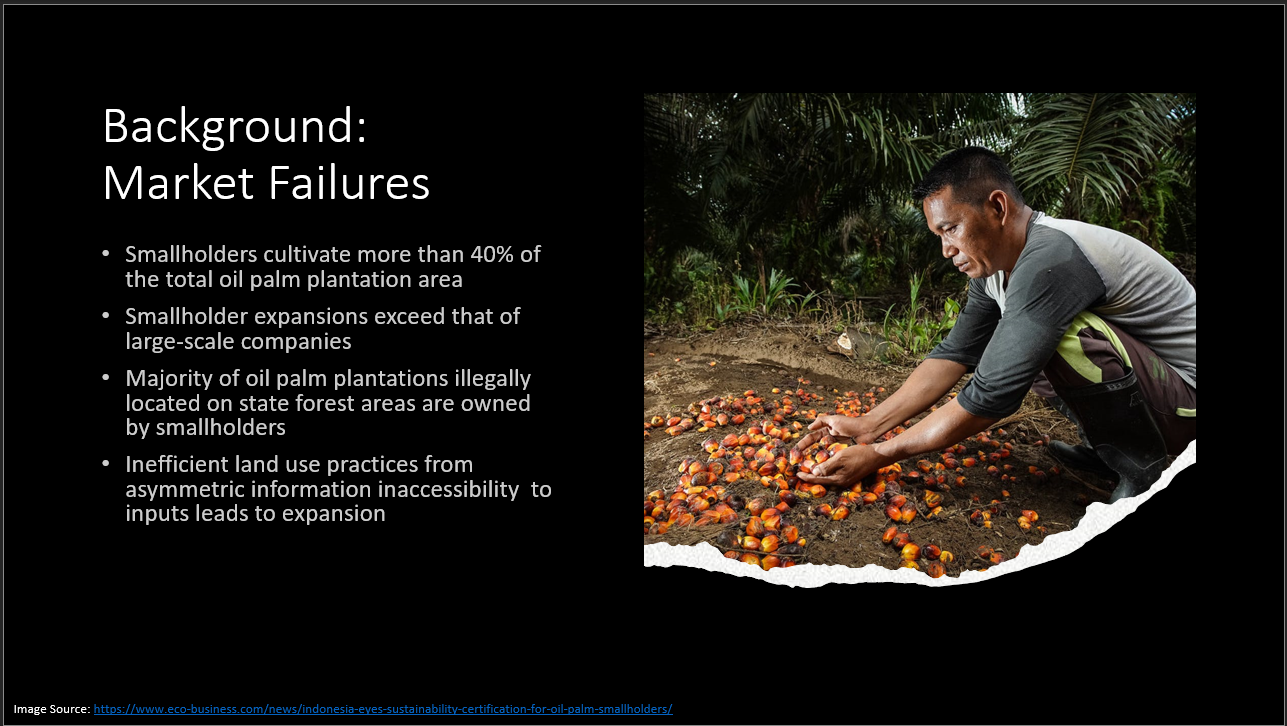 Background:
Market Failures
• Smallholders cultivate more than 40% of
the total oil palm plantation area
• Smallholder expansions exceed that of
large-scale companies
• Majority of oil palm plantations illegally
located on state forest areas are owned
by smallholders
• Inefficient land use practices from
asymmetric information inaccessibility  to
inputs leads to expansion
Image Source: https://www.eco-business.com/news/indonesia-eyes-sustainability-certification-for-oil-palm-smallholders/